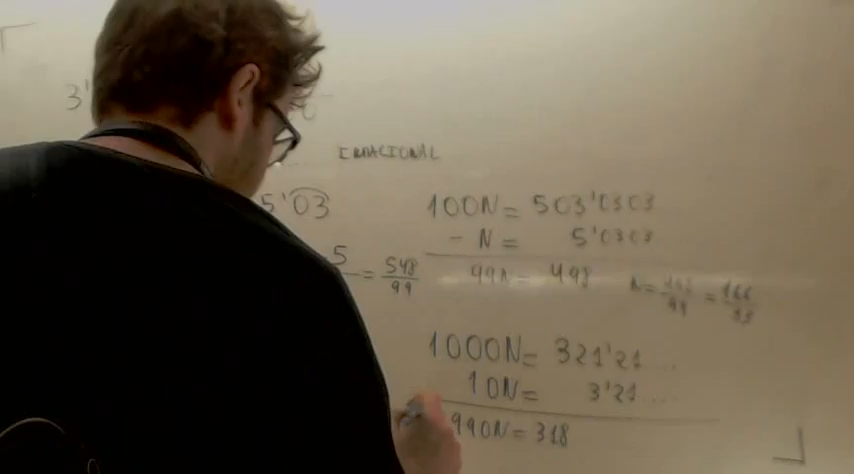 3'
IRRACIONAL
5'03
100N = 503'0303
- N = 5'0303
5 = 548/99
99N = 498 N = 498/99 = 166/33
1000N = 321'21...
10N = 3'21...
990N = 318